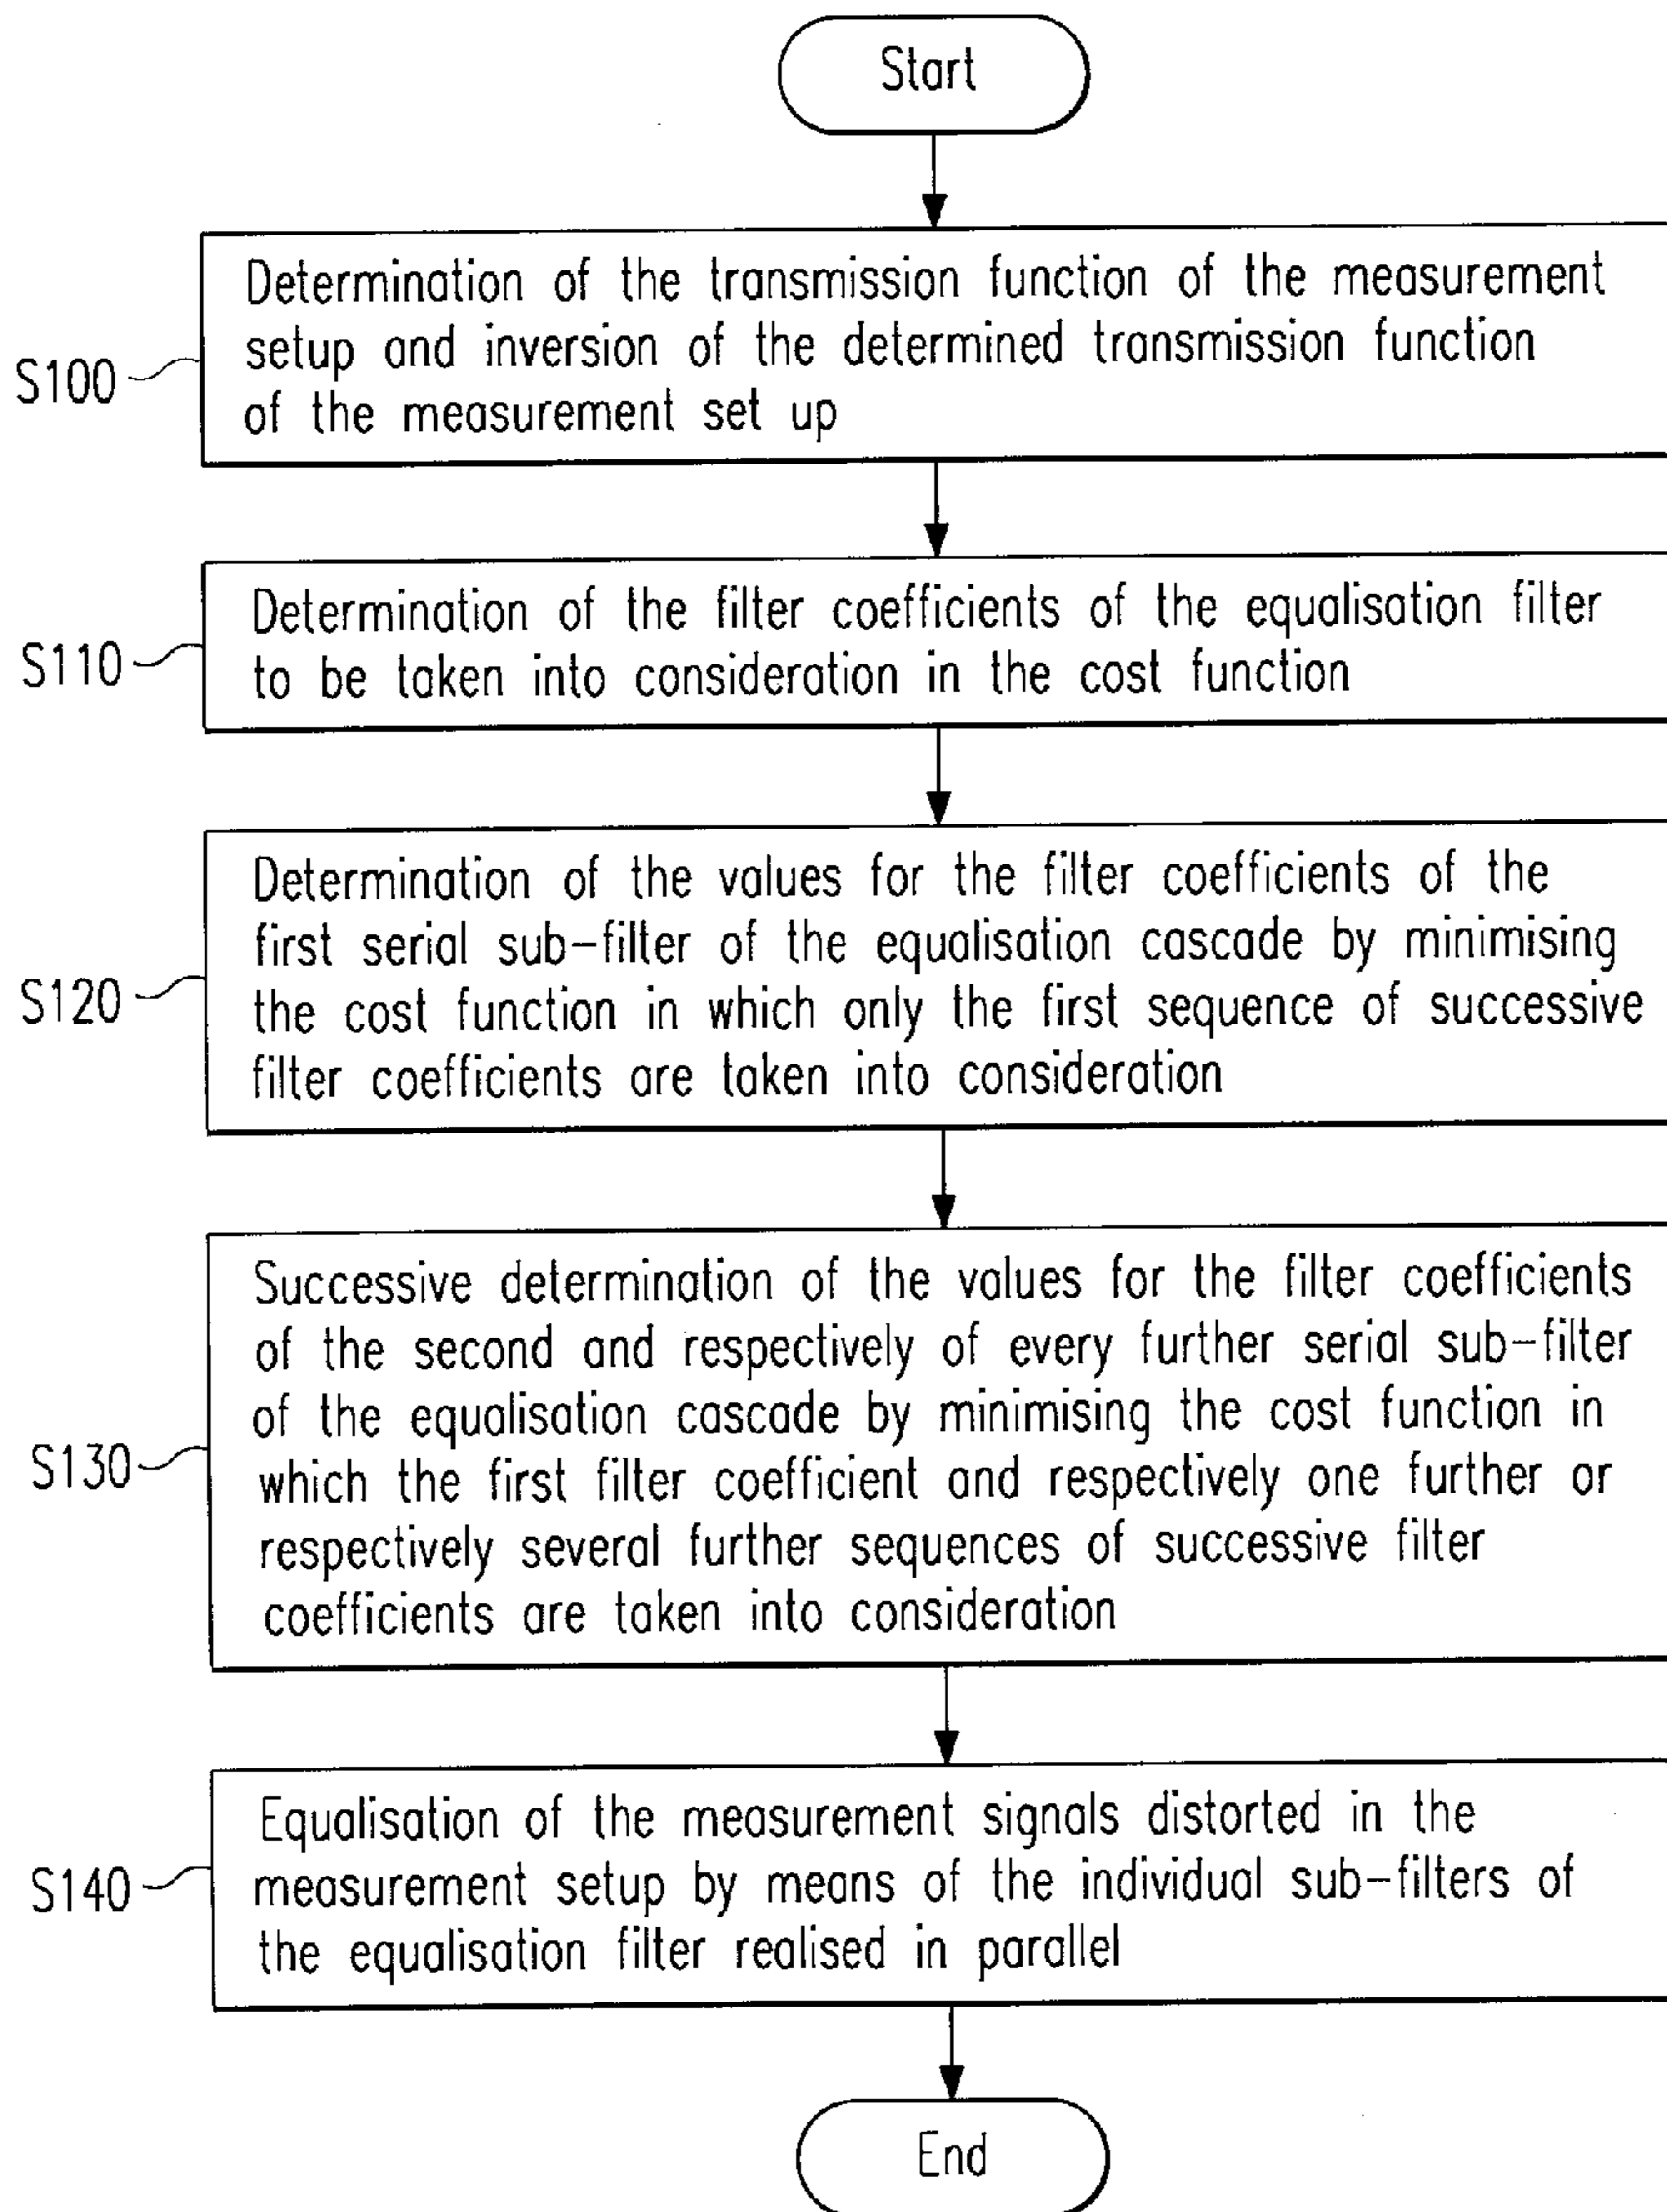 Start
Determination of the transmission function of the measurement
setup and inversion of the determined transmission function
of the measurement set up
S100
Determination of the filter coefficients of the equalisation filter
to be taken into consideration in the cost function
S110
Determination of the values for the filter coefficients of the
first serial sub-filter of the equalisation cascade by minimising
the cost function in which only the first sequence of successive
filter coefficients are taken into consideration
S120
Successive determination of the values for the filter coefficients
of the second and respectively of every further serial sub-filter
of the equalisation cascade by minimising the cost function in
which the first filter coefficient and respectively one further or
respectively several further sequences of successive filter
coefficients are taken into consideration
S130
Equalisation of the measurement signals distorted in the
measurement setup by means of the individual sub-filters of
the equalisation filter realised in parallel
S140
End